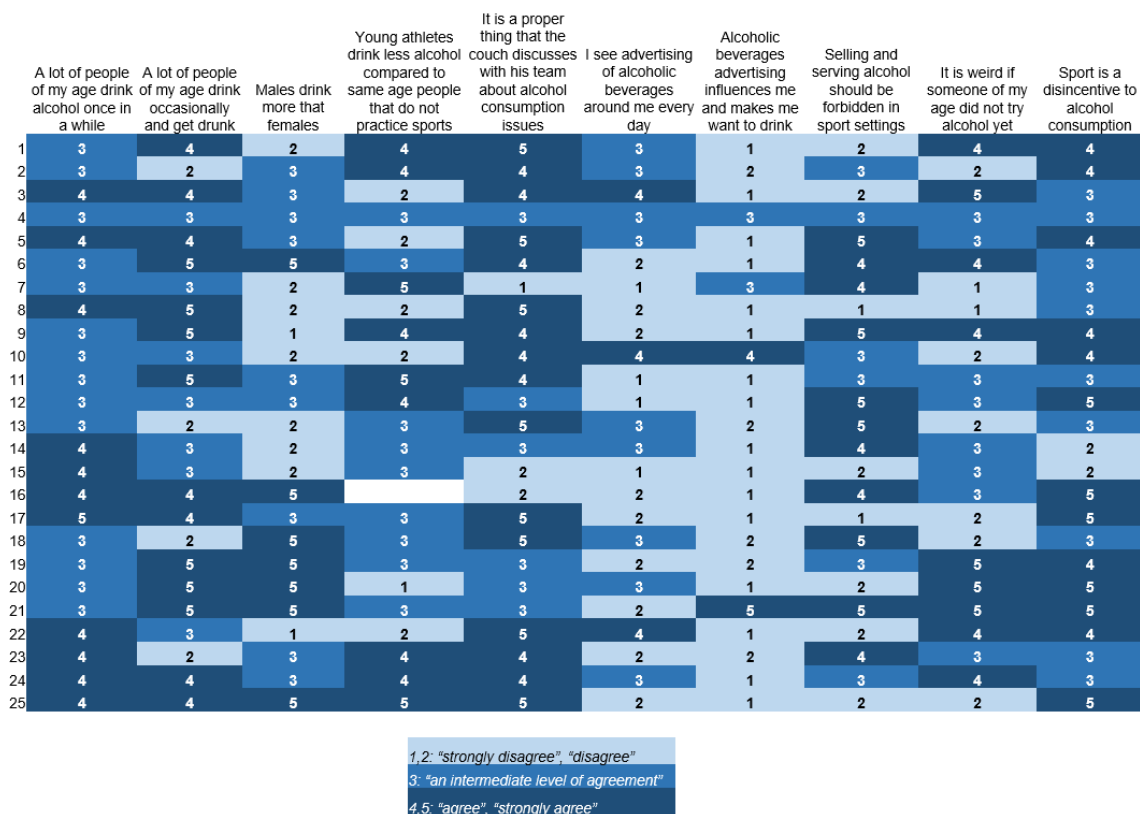 A lot of people of my age drink alcohol once in a while
A lot of people of my age drink occasionally and get drunk
Males drink more that females
Young athletes drink less alcohol compared to same age people that do not practice sports
It is a proper thing that the couch discusses with his team about alcohol consumption issues
I see advertising of alcoholic beverages around me every day
Alcoholic beverages advertising influences me and makes me want to drink
Selling and serving alcohol should be forbidden in sport settings
It is weird if someone of my age did not try alcohol yet
Sport is a disincentive to alcohol consumption
1 3 4 2 4 5 3 1 2 4 4
2 3 2 3 4 4 3 2 3 2 4
3 4 4 3 2 4 4 1 2 5 3
4 3 3 3 3 3 3 3 3 3 3
5 4 4 3 2 5 3 1 5 3 4
6 3 5 5 3 4 2 1 4 4 3
7 3 3 2 5 1 1 3 4 1 3
8 4 5 2 2 5 2 1 1 1 3
9 3 5 1 4 4 2 1 5 4 4
10 3 3 2 2 4 4 4 3 2 4
11 3 5 3 5 4 1 1 3 3 3
12 3 3 3 4 3 1 1 5 3 5
13 3 2 2 3 5 3 2 5 2 3
14 4 3 2 3 3 3 1 4 3 2
15 4 3 2 3 2 1 1 2 3 2
16 4 4 5 2 2 1 4 3 5
17 5 4 3 3 5 2 1 1 2 5
18 3 2 5 3 5 3 2 5 2 3
19 3 5 5 3 3 2 2 3 5 4
20 3 5 5 1 3 3 1 2 5 5
21 3 5 5 3 3 2 5 5 5 5
22 4 3 1 2 5 4 1 2 4 4
23 4 2 3 4 4 2 2 4 3 3
24 4 4 3 4 4 3 1 3 4 3
25 4 4 5 5 5 2 1 2 2 5
1,2: “strongly disagree”, “disagree”
3: “an intermediate level of agreement”
4,5: “agree”, “strongly agree”